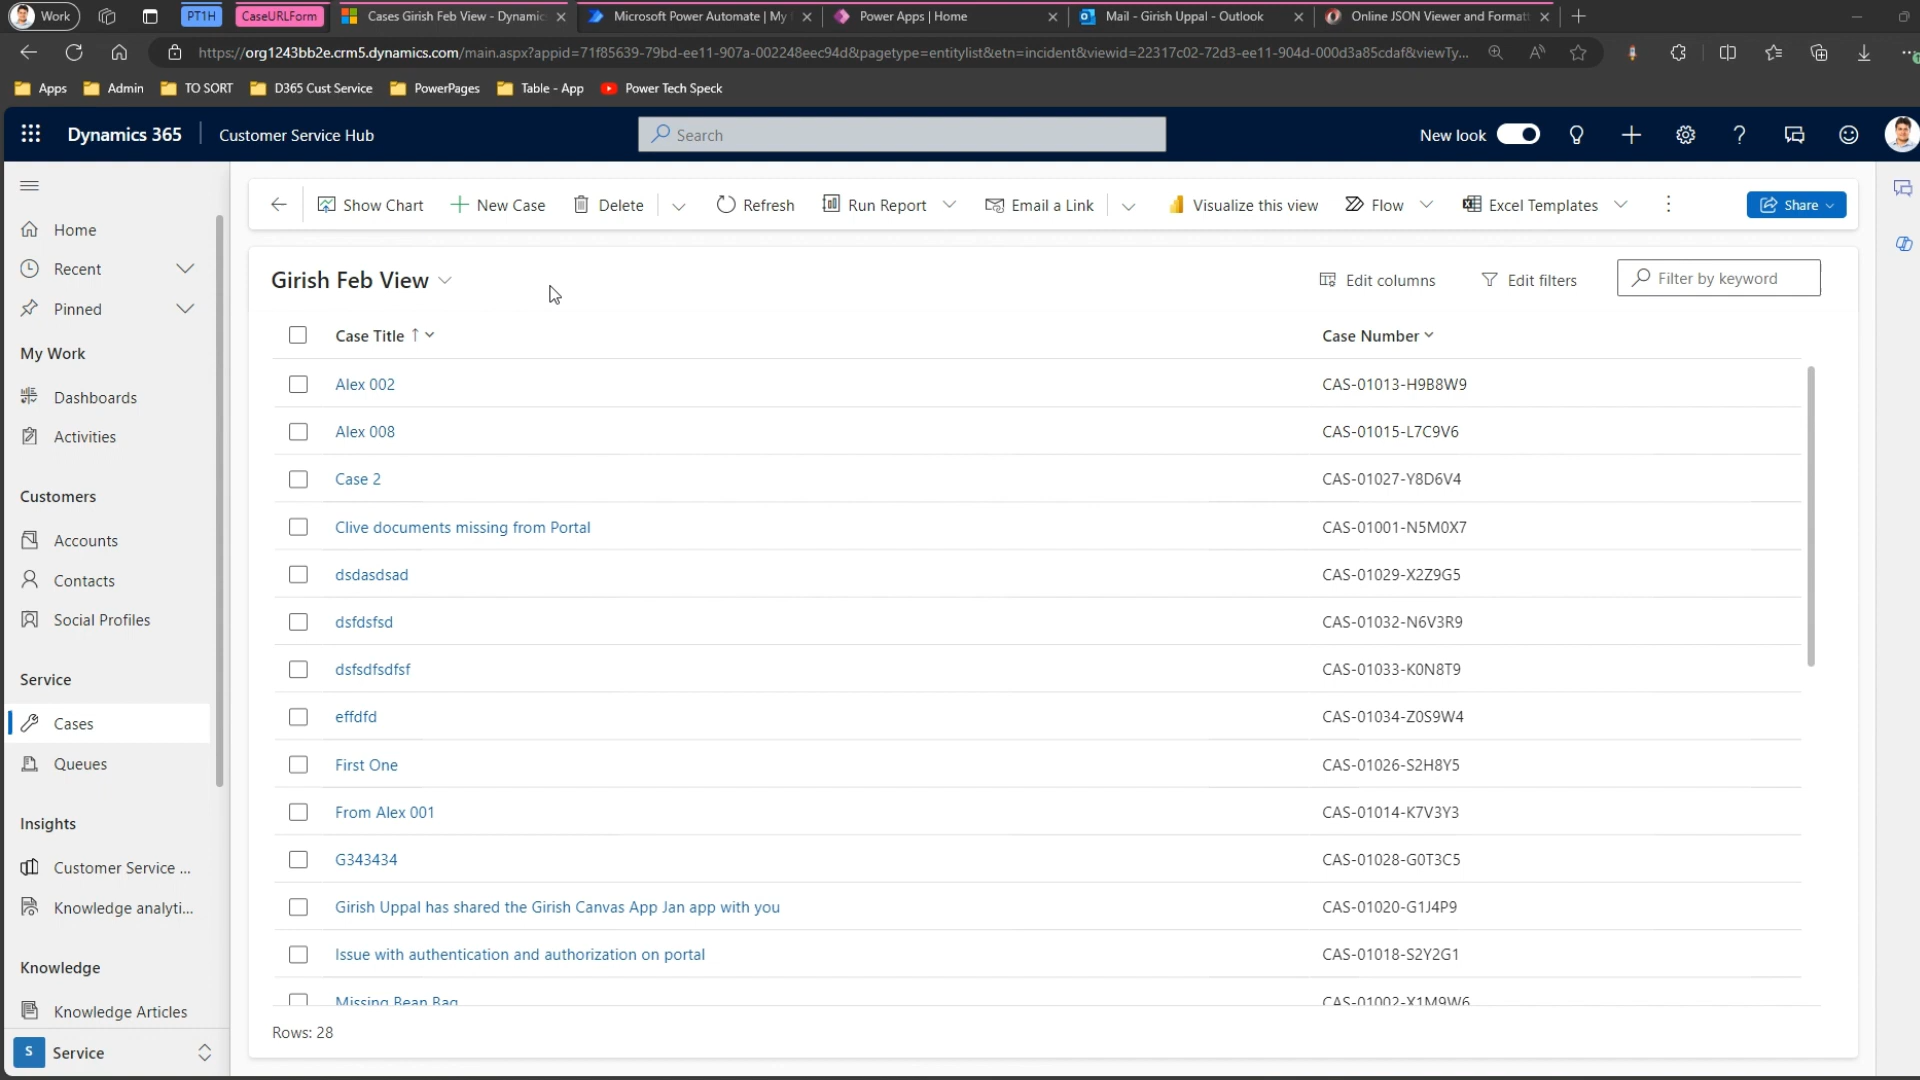 Work
PT1H
CaseURLForm
Cases Girish Feb View - Dynamic
Microsoft Power Automate | My
Power Apps | Home
Mail - Girish Uppal - Outlook
Online JSON Viewer and Format
https://org1243bb2e.crm5.dynamics.com/main.aspx?appid=71f85639-79bd-ee11-907a-002248eec94d&pagetype=entitylist&etn=incident&viewid=22317c02-72d3-ee11-904d-000d3a85cdaf&viewTy...
Apps
Admin
TO SORT
D365 Cust Service
PowerPages
Table - App
Power Tech Speck
Dynamics 365
Customer Service Hub
Search
New look
Show Chart
New Case
Delete
Refresh
Run Report
Email a Link
Visualize this view
Flow
Excel Templates
Share
Home
Recent
Pinned
My Work
Dashboards
Activities
Customers
Accounts
Contacts
Social Profiles
Service
Cases
Queues
Insights
Customer Service ...
Knowledge analyti...
Knowledge
Knowledge Articles
S Service
Girish Feb View
Edit columns
Edit filters
Filter by keyword
Case Title ↑ Case Number
Alex 002 CAS-01013-H9B8W9
Alex 008 CAS-01015-L7C9V6
Case 2 CAS-01027-Y8D6V4
Clive documents missing from Portal CAS-01001-N5M0X7
dsdasdsad CAS-01029-X2Z9G5
dsfdsfsd CAS-01032-N6V3R9
dsfsdfsdfsf CAS-01033-K0N8T9
effdfd CAS-01034-Z0S9W4
First One CAS-01026-S2H8Y5
From Alex 001 CAS-01014-K7V3Y3
G343434 CAS-01028-G0T3C5
Girish Uppal has shared the Girish Canvas App Jan app with you CAS-01020-G1J4P9
Issue with authentication and authorization on portal CAS-01018-S2Y2G1
Missing Bean Bag CAS-01002-X1M9W6
Rows: 28